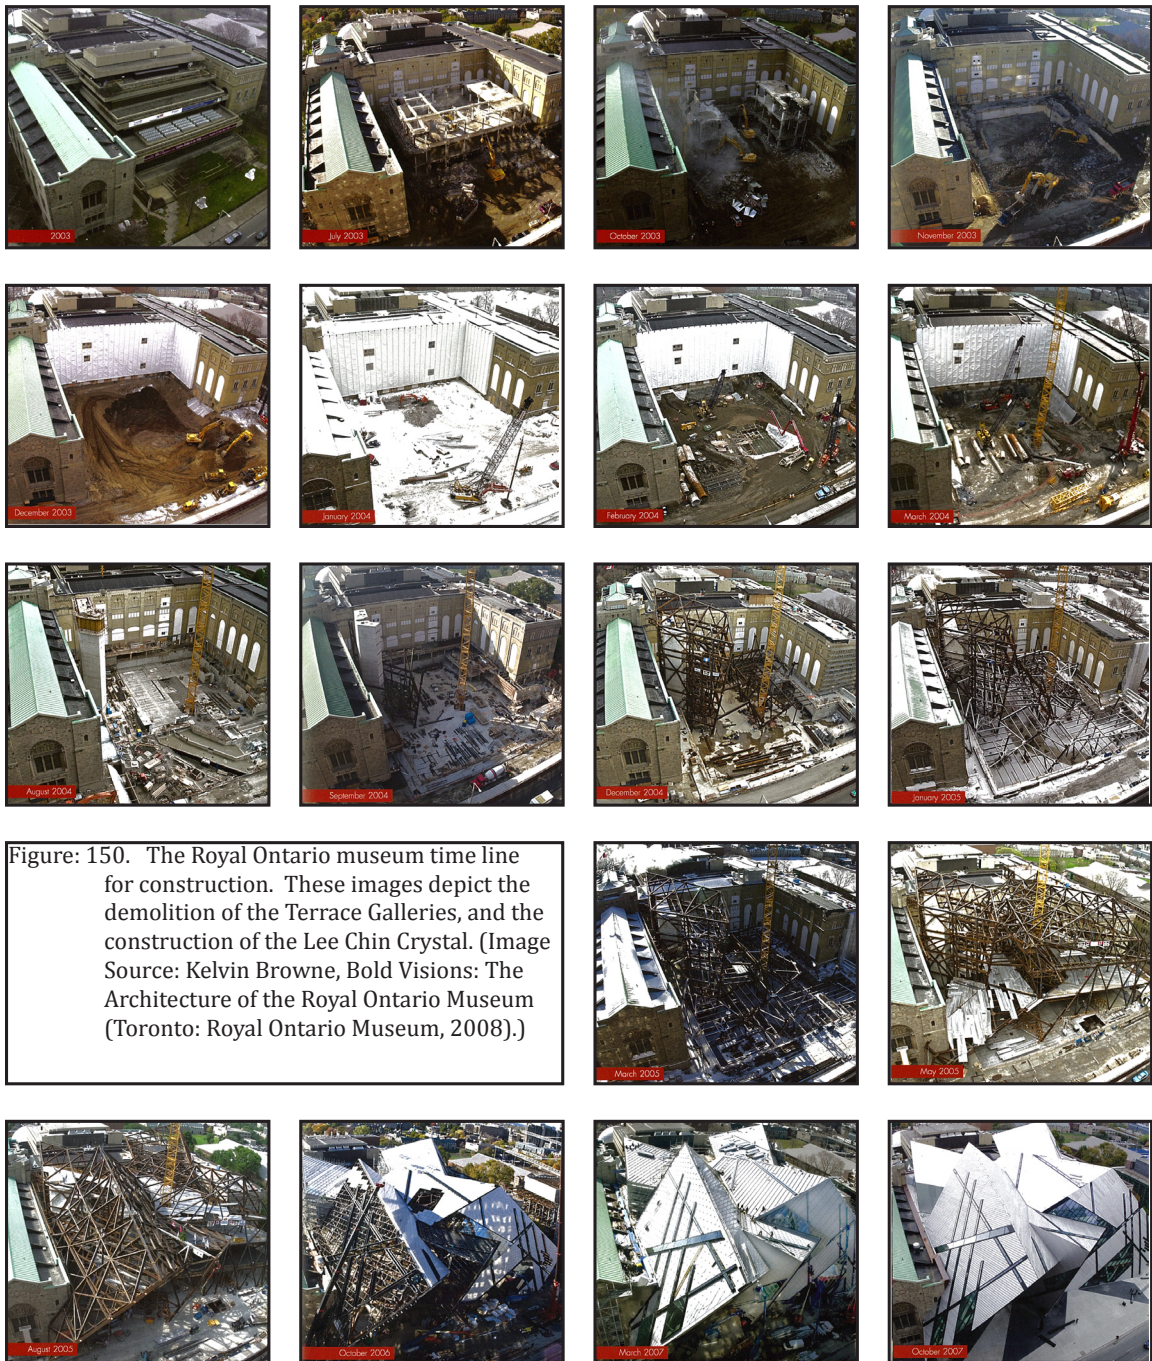 2003
July 2003
October 2003
November 2003
December 2003
January 2004
February 2004
March 2004
August 2004
September 2004
December 2004
January 2005
Figure: 150.   The Royal Ontario museum time line
for construction.  These images depict the
demolition of the Terrace Galleries, and the
construction of the Lee Chin Crystal. (Image
Source: Kelvin Browne, Bold Visions: The
Architecture of the Royal Ontario Museum
(Toronto: Royal Ontario Museum, 2008).)
March 2005
May 2005
August 2005
October 2006
March 2007
October 2007